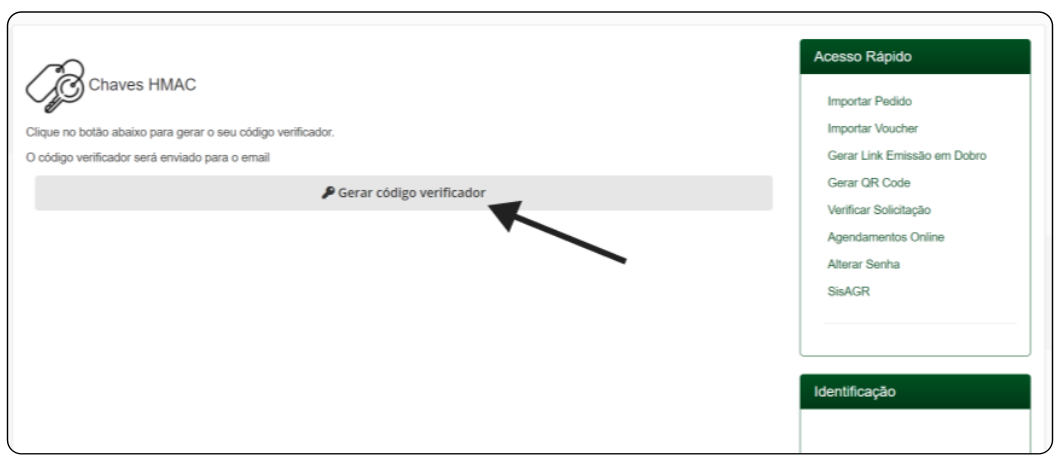 Chaves HMAC
Clique no botão abaixo para gerar o seu código verificador.
O código verificador será enviado para o email
Gerar código verificador
Acesso Rápido
Importar Pedido
Importar Voucher
Gerar Link Emissão em Dobro
Gerar QR Code
Verificar Solicitação
Agendamentos Online
Alterar Senha
SisAGR
Identificação